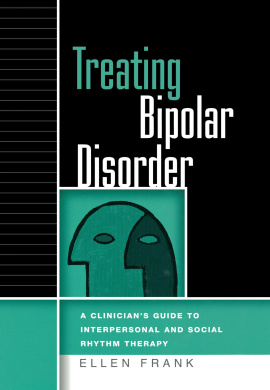 Treating
Bipolar
Disorder
A CLINICIAN'S GUIDE TO
INTERPERSONAL AND SOCIAL
RHYTHM THERAPY
ELLEN FRANK